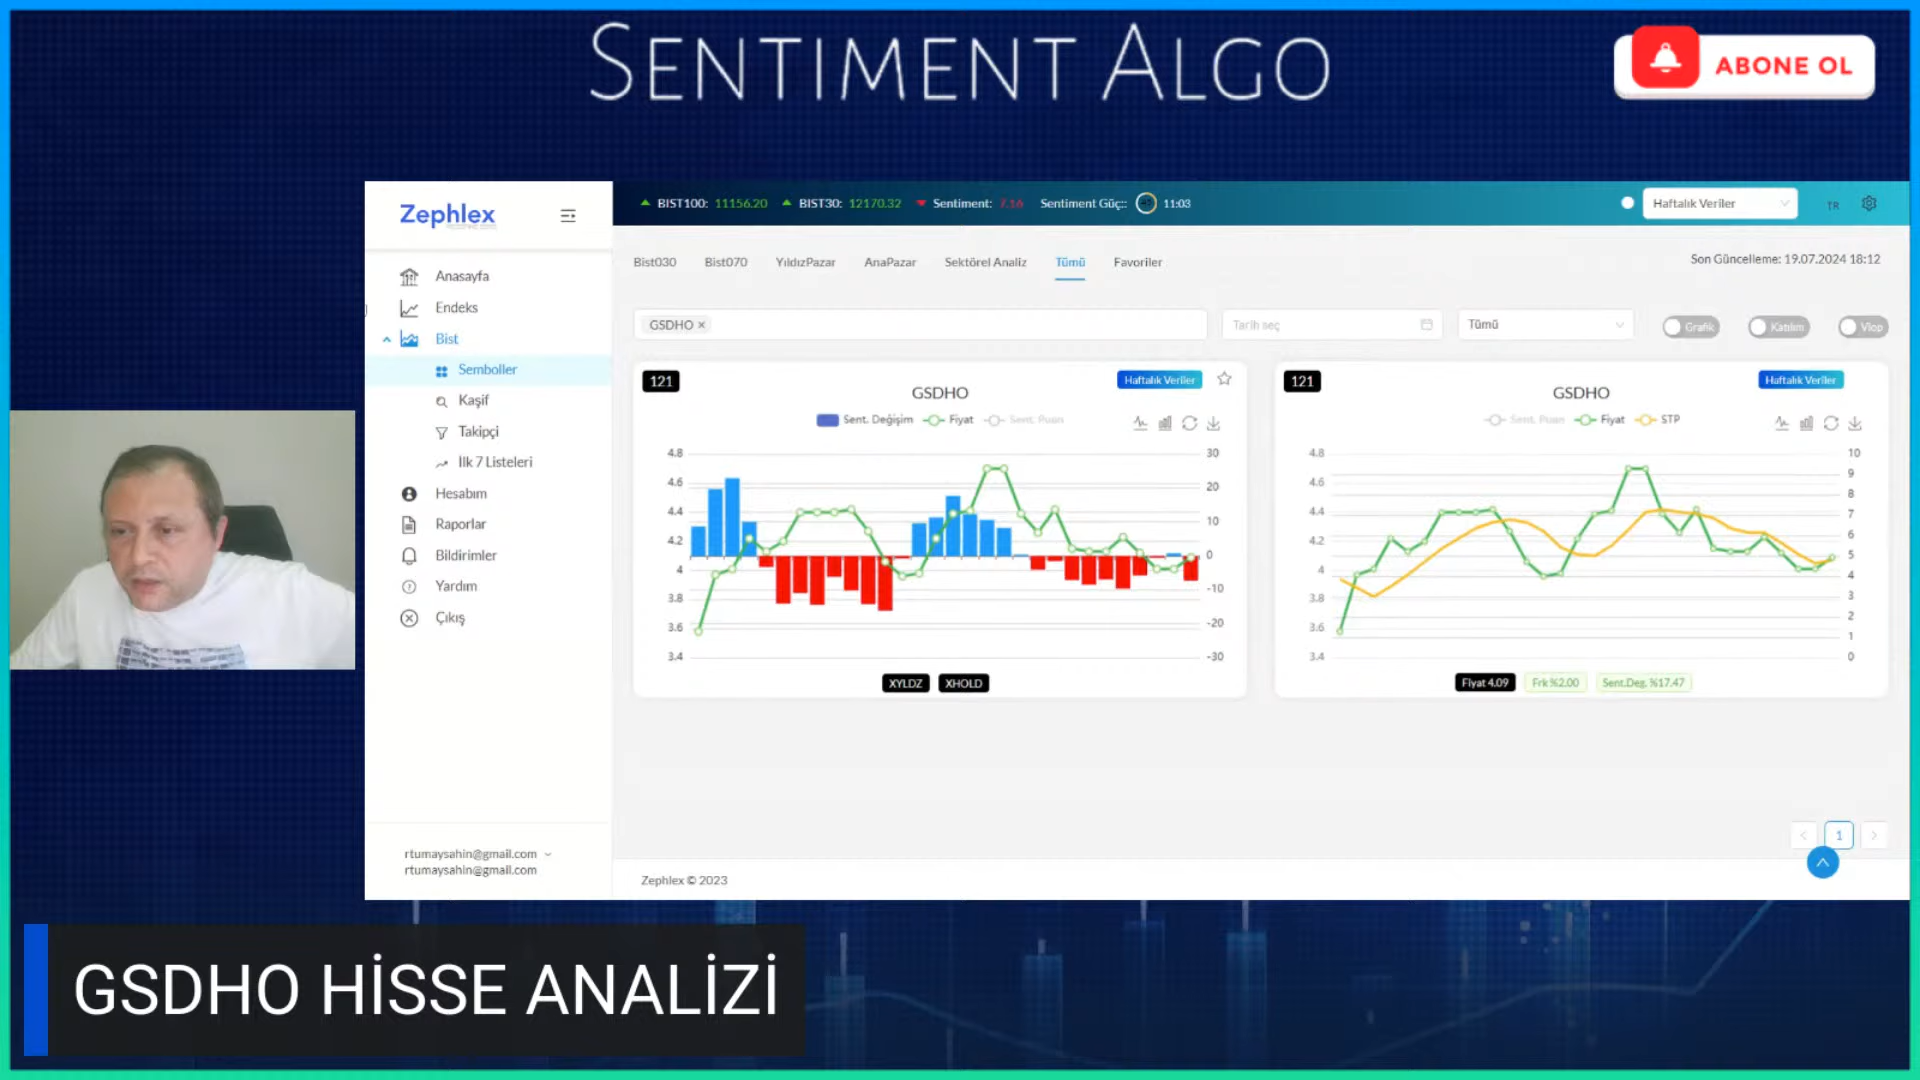 SENTIMENT ALGO
ABONE OL
Zephlex
BIST100: 11156.20 BIST30: 12170.32 Sentiment: 7.16 Sentiment Güç:: 11:03
Haftalık Veriler
TR
Anasayfa
Endeks
Bist
Semboller
Kaşif
Takipçi
İlk 7 Listeleri
Hesabım
Raporlar
Bildirimler
Yardım
Çıkış
rtumaysahin@gmail.com
rtumaysahin@gmail.com
Bist030 Bist070 YıldızPazar AnaPazar Sektörel Analiz Tümü Favoriler
Son Güncelleme: 19.07.2024 18:12
GSDHO ×
Tarih seç
Tümü
Grafik
Katılım
Viop
121
Haftalık Veriler
GSDHO
Sent. Değişim Fiyat Sent. Puan
4.8
4.6
4.4
4.2
4
3.8
3.6
3.4
30
20
10
0
-10
-20
-30
XYLDZ XHOLD
121
Haftalık Veriler
GSDHO
Sent. Puan Fiyat STP
4.8
4.6
4.4
4.2
4
3.8
3.6
3.4
10
9
8
7
6
5
4
3
2
1
0
Fiyat 4.09 Frk %2.00 Sent.Deg. %17.47
1
Zephlex © 2023
GSDHO HİSSE ANALİZİ